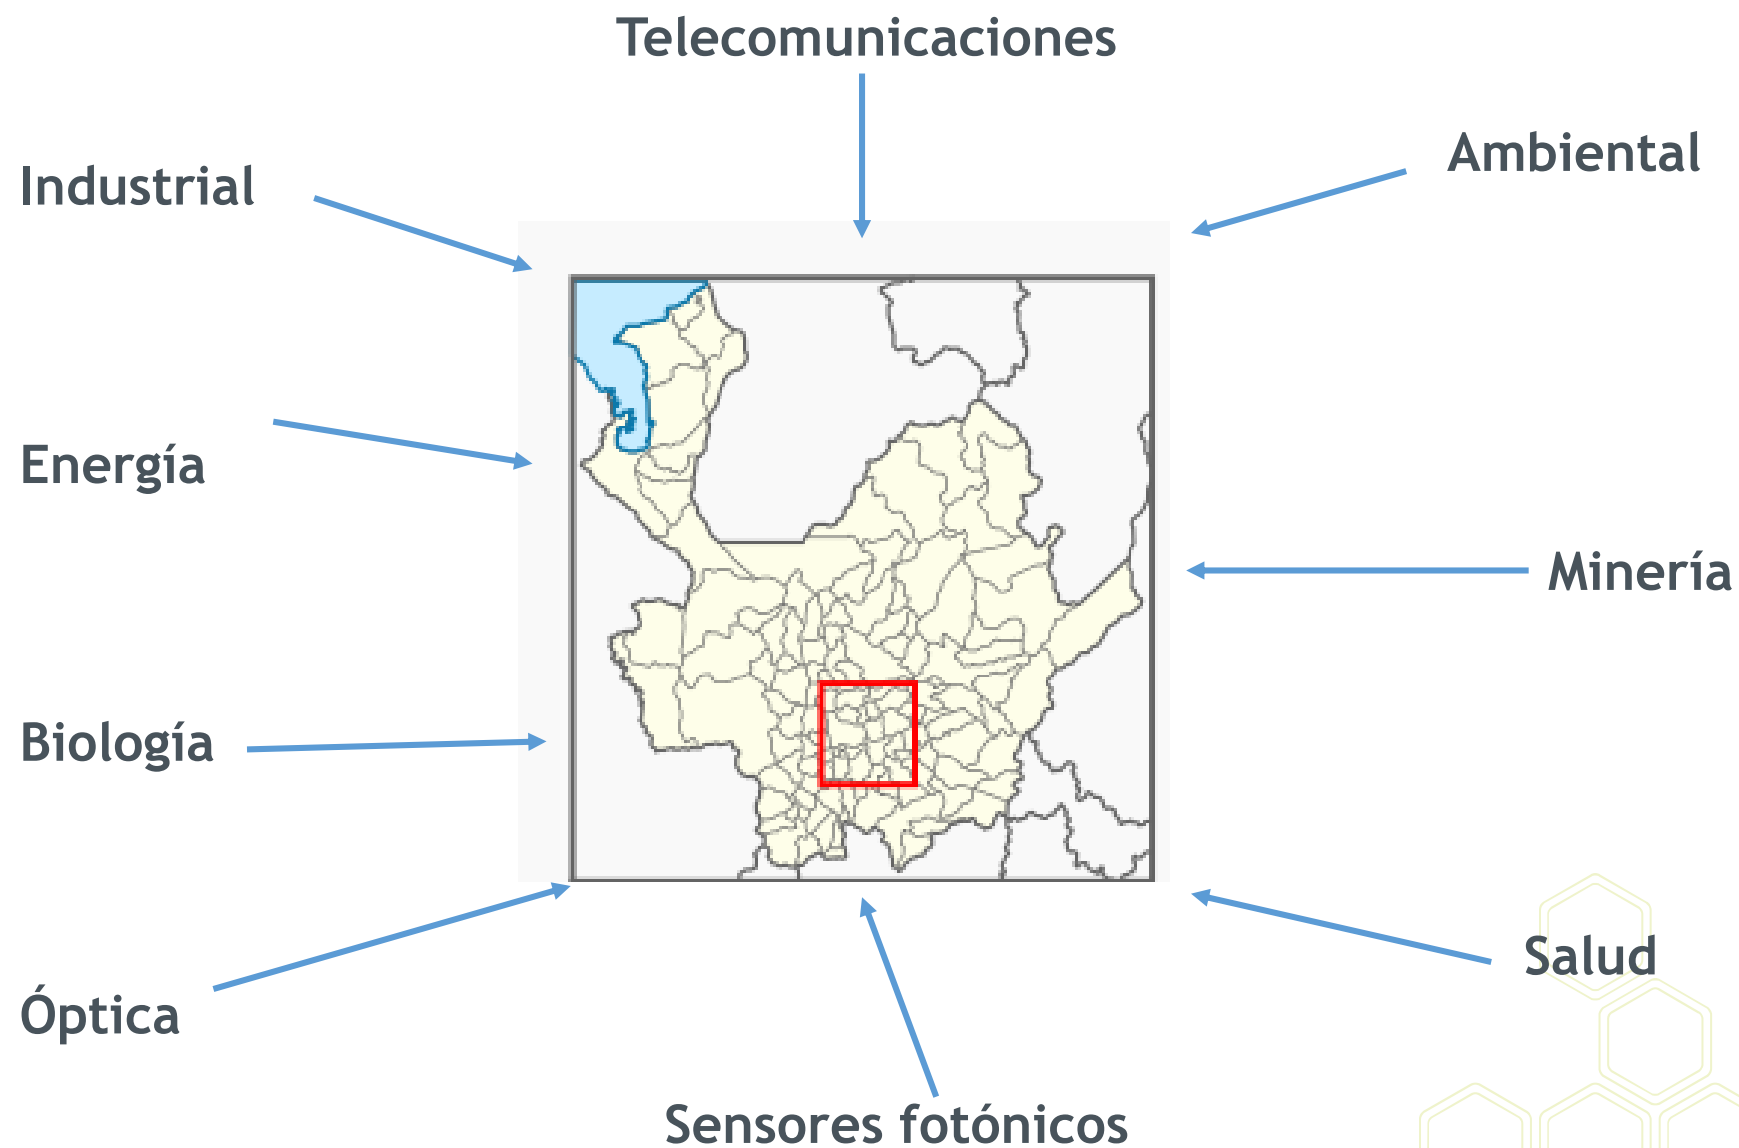 Telecomunicaciones
Ambiental
Industrial
Energía
Minería
Biología
Salud
Óptica
Sensores fotónicos